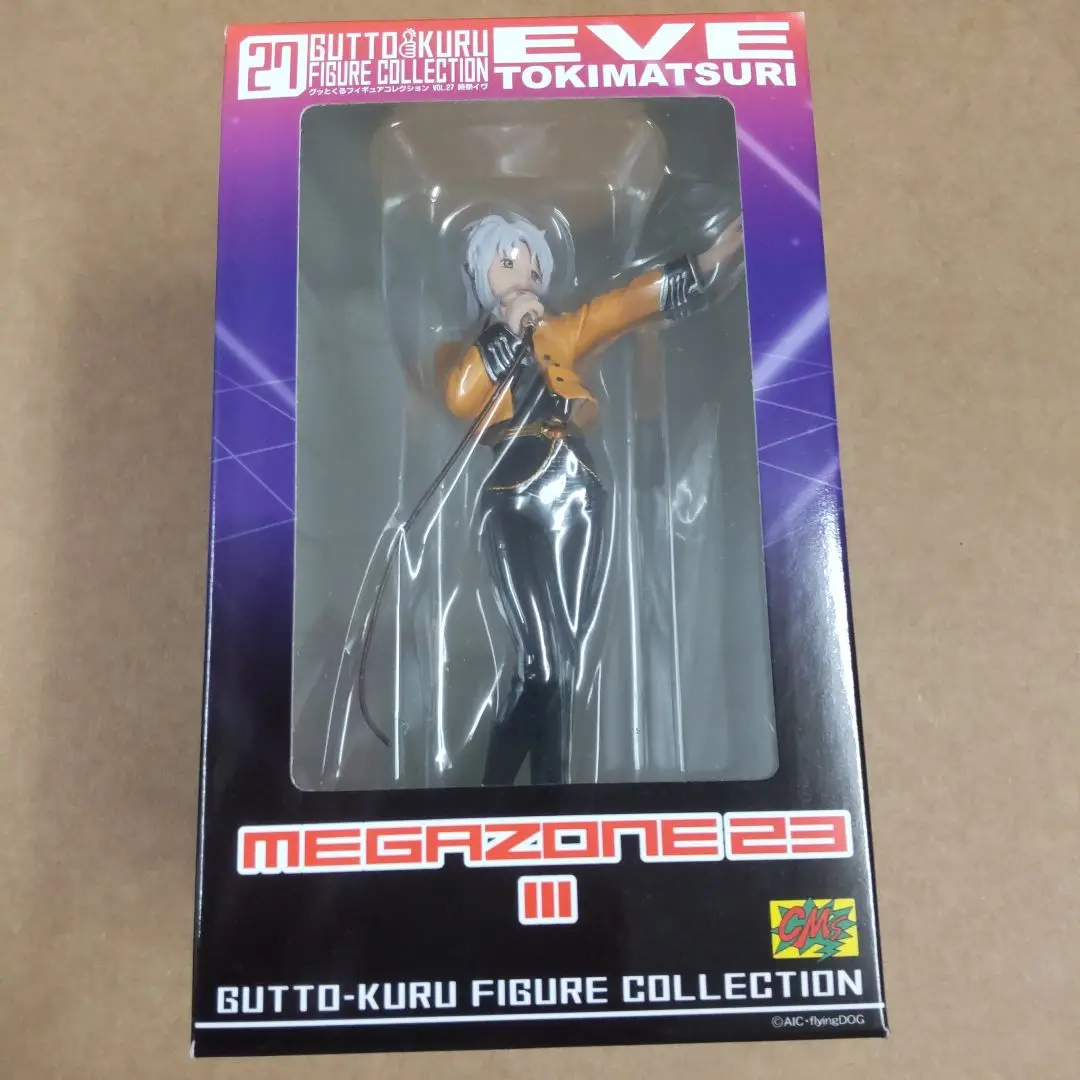 27
GUTTO KURU
FIGURE COLLECTION
グッとくるフィギュアコレクション VOL.27 時祭イヴ
EVE
TOKIMATSURI
MEGAZONE 23
III
CM's
GUTTO-KURU FIGURE COLLECTION
©AIC・flyingDOG